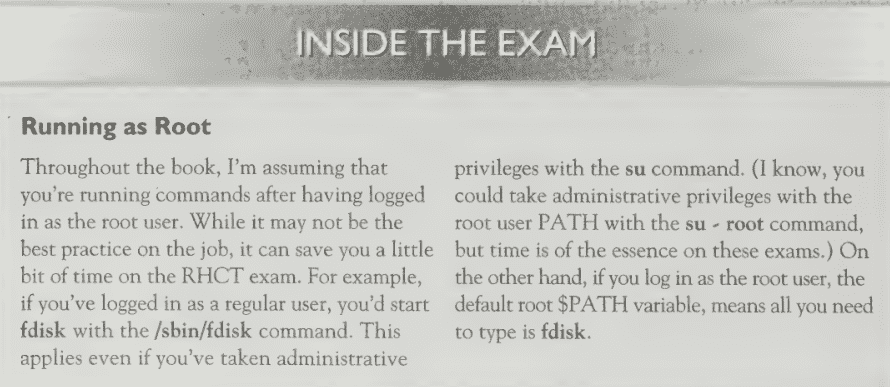 INSIDE THE EXAM
Running as Root
Throughout the book, I'm assuming that
you're running commands after having logged
in as the root user. While it may not be the
best practice on the job, it can save you a little
bit of time on the RHCT exam. For example,
if you've logged in as a regular user, you'd start
fdisk with the /sbin/fdisk command. This
applies even if you've taken administrative
privileges with the su command. (I know, you
could take administrative privileges with the
root user PATH with the su - root command,
but time is of the essence on these exams.) On
the other hand, if you log in as the root user, the
default root $PATH variable, means all you need
to type is fdisk.